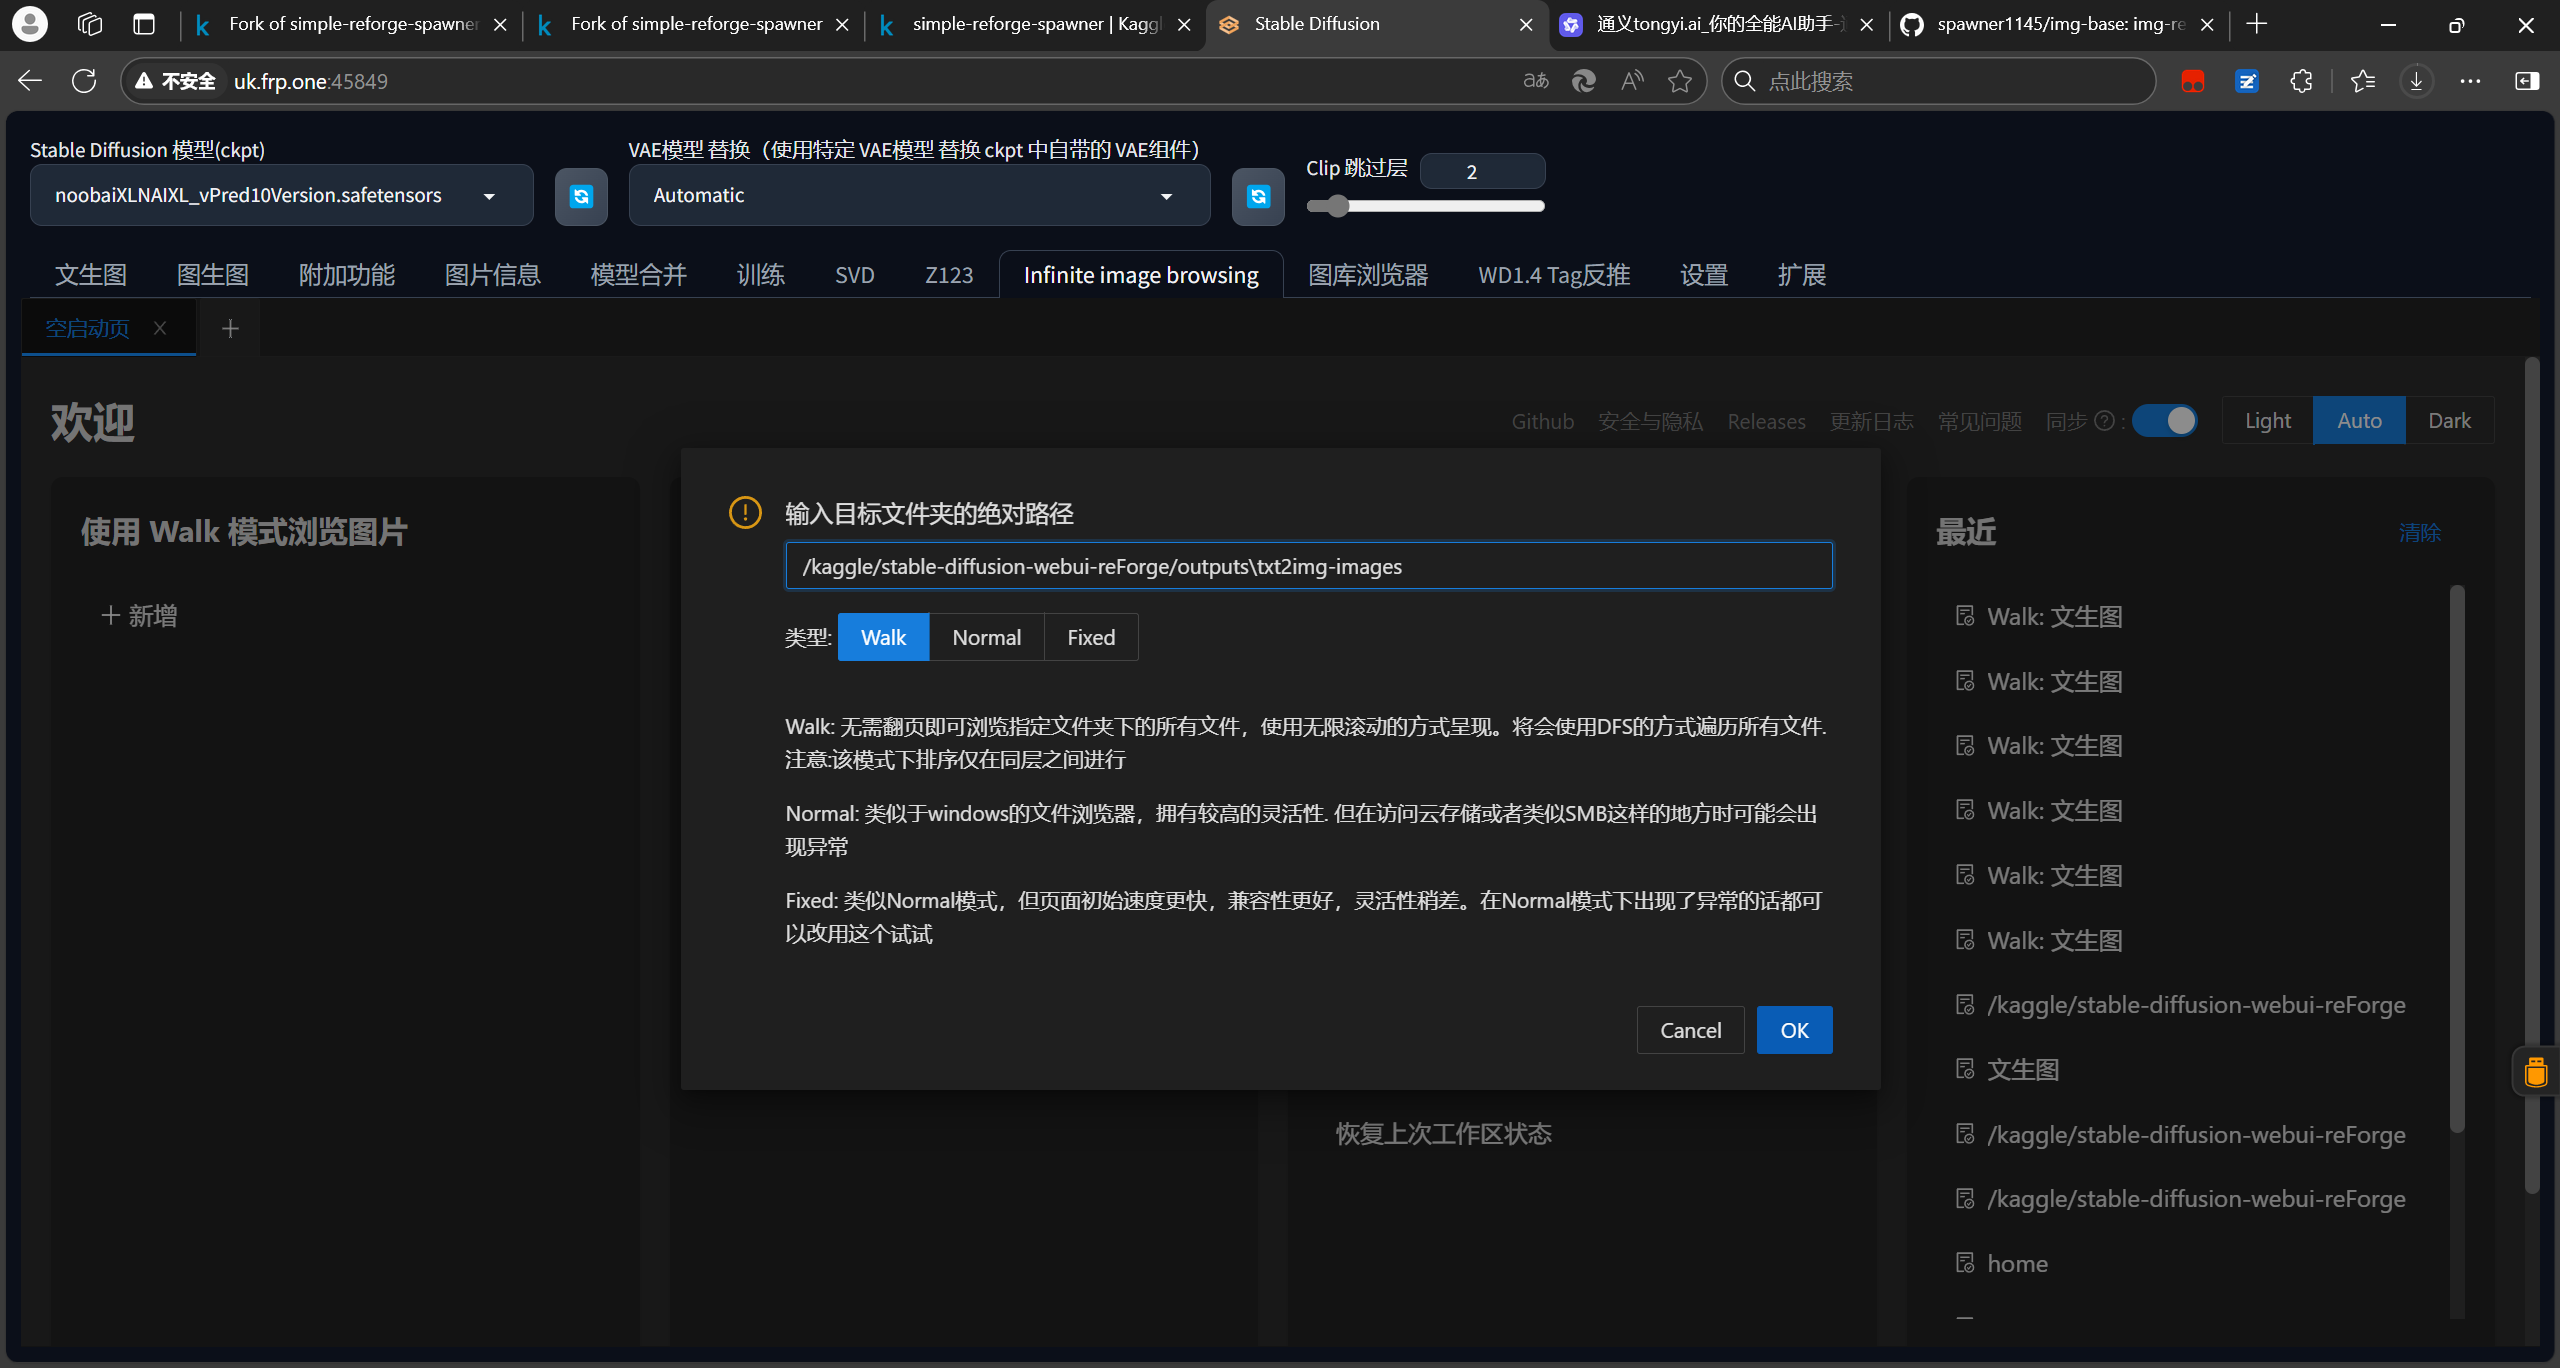 Fork of simple-reforge-spawner
Fork of simple-reforge-spawner
simple-reforge-spawner | Kaggl
Stable Diffusion
通义tongyi.ai_你的全能AI助手-
spawner1145/img-base: img-re
不安全
uk.frp.one:45849
点此搜索
Stable Diffusion 模型(ckpt)
VAE模型 替换（使用特定 VAE模型 替换 ckpt 中自带的 VAE组件）
Clip 跳过层
2
noobaiXLNAIXL_vPred10Version.safetensors
Automatic
文生图
图生图
附加功能
图片信息
模型合并
训练
SVD
Z123
Infinite image browsing
图库浏览器
WD1.4 Tag反推
设置
扩展
空启动页
欢迎
Github
安全与隐私
Releases
更新日志
常见问题
同步 :
Light
Auto
Dark
使用 Walk 模式浏览图片
+ 新增
输入目标文件夹的绝对路径
/kaggle/stable-diffusion-webui-reForge/outputs\txt2img-images
类型:
Walk
Normal
Fixed
Walk: 无需翻页即可浏览指定文件夹下的所有文件，使用无限滚动的方式呈现。将会使用DFS的方式遍历所有文件.
注意:该模式下排序仅在同层之间进行
Normal: 类似于windows的文件浏览器，拥有较高的灵活性. 但在访问云存储或者类似SMB这样的地方时可能会出
现异常
Fixed: 类似Normal模式，但页面初始速度更快，兼容性更好，灵活性稍差。在Normal模式下出现了异常的话都可
以改用这个试试
Cancel
OK
恢复上次工作区状态
最近
清除
Walk: 文生图
Walk: 文生图
Walk: 文生图
Walk: 文生图
Walk: 文生图
Walk: 文生图
/kaggle/stable-diffusion-webui-reForge
文生图
/kaggle/stable-diffusion-webui-reForge
/kaggle/stable-diffusion-webui-reForge
home